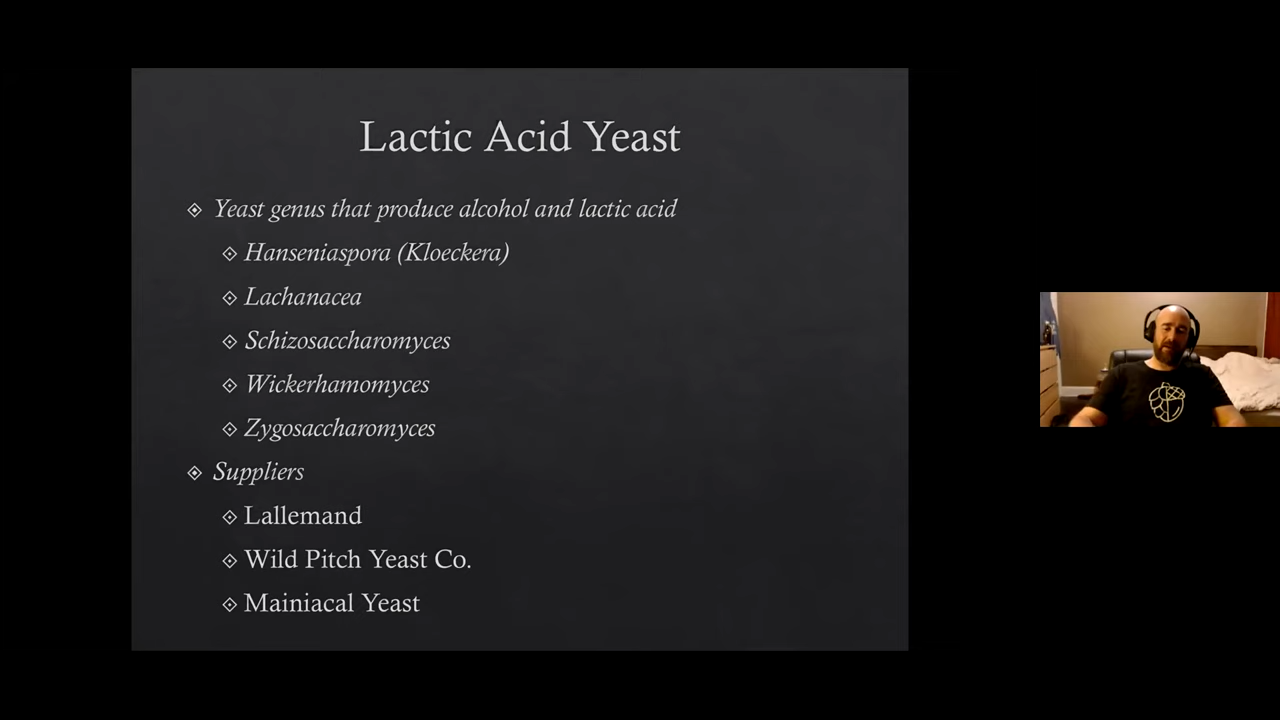 Lactic Acid Yeast
Yeast genus that produce alcohol and lactic acid
Hanseniaspora (Kloeckera)
Lachanacea
Schizosaccharomyces
Wickerhamomyces
Zygosaccharomyces
Suppliers
Lallemand
Wild Pitch Yeast Co.
Mainiacal Yeast